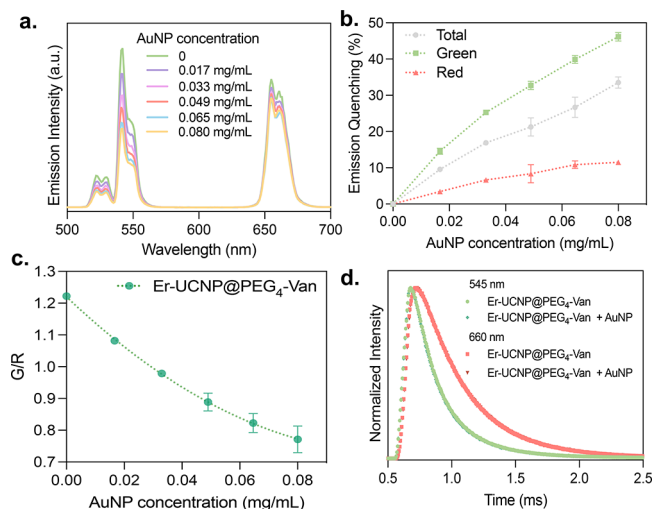 a.
AuNP concentration
0
0.017 mg/mL
0.033 mg/mL
0.049 mg/mL
0.065 mg/mL
0.080 mg/mL
Emission Intensity (a.u.)
500 550 600 650 700
Wavelength (nm)
b.
Total
Green
Red
Emission Quenching (%)
50
40
30
20
10
0
0.00 0.02 0.04 0.06 0.08
AuNP concentration (mg/mL)
c.
Er-UCNP@PEG4-Van
G/R
1.3
1.2
1.1
1.0
0.9
0.8
0.7
0.00 0.02 0.04 0.06 0.08
AuNP concentration (mg/mL)
d.
545 nm
Er-UCNP@PEG4-Van
Er-UCNP@PEG4-Van + AuNP
660 nm
Er-UCNP@PEG4-Van
Er-UCNP@PEG4-Van + AuNP
Normalized Intensity
0.5 1.0 1.5 2.0 2.5
Time (ms)